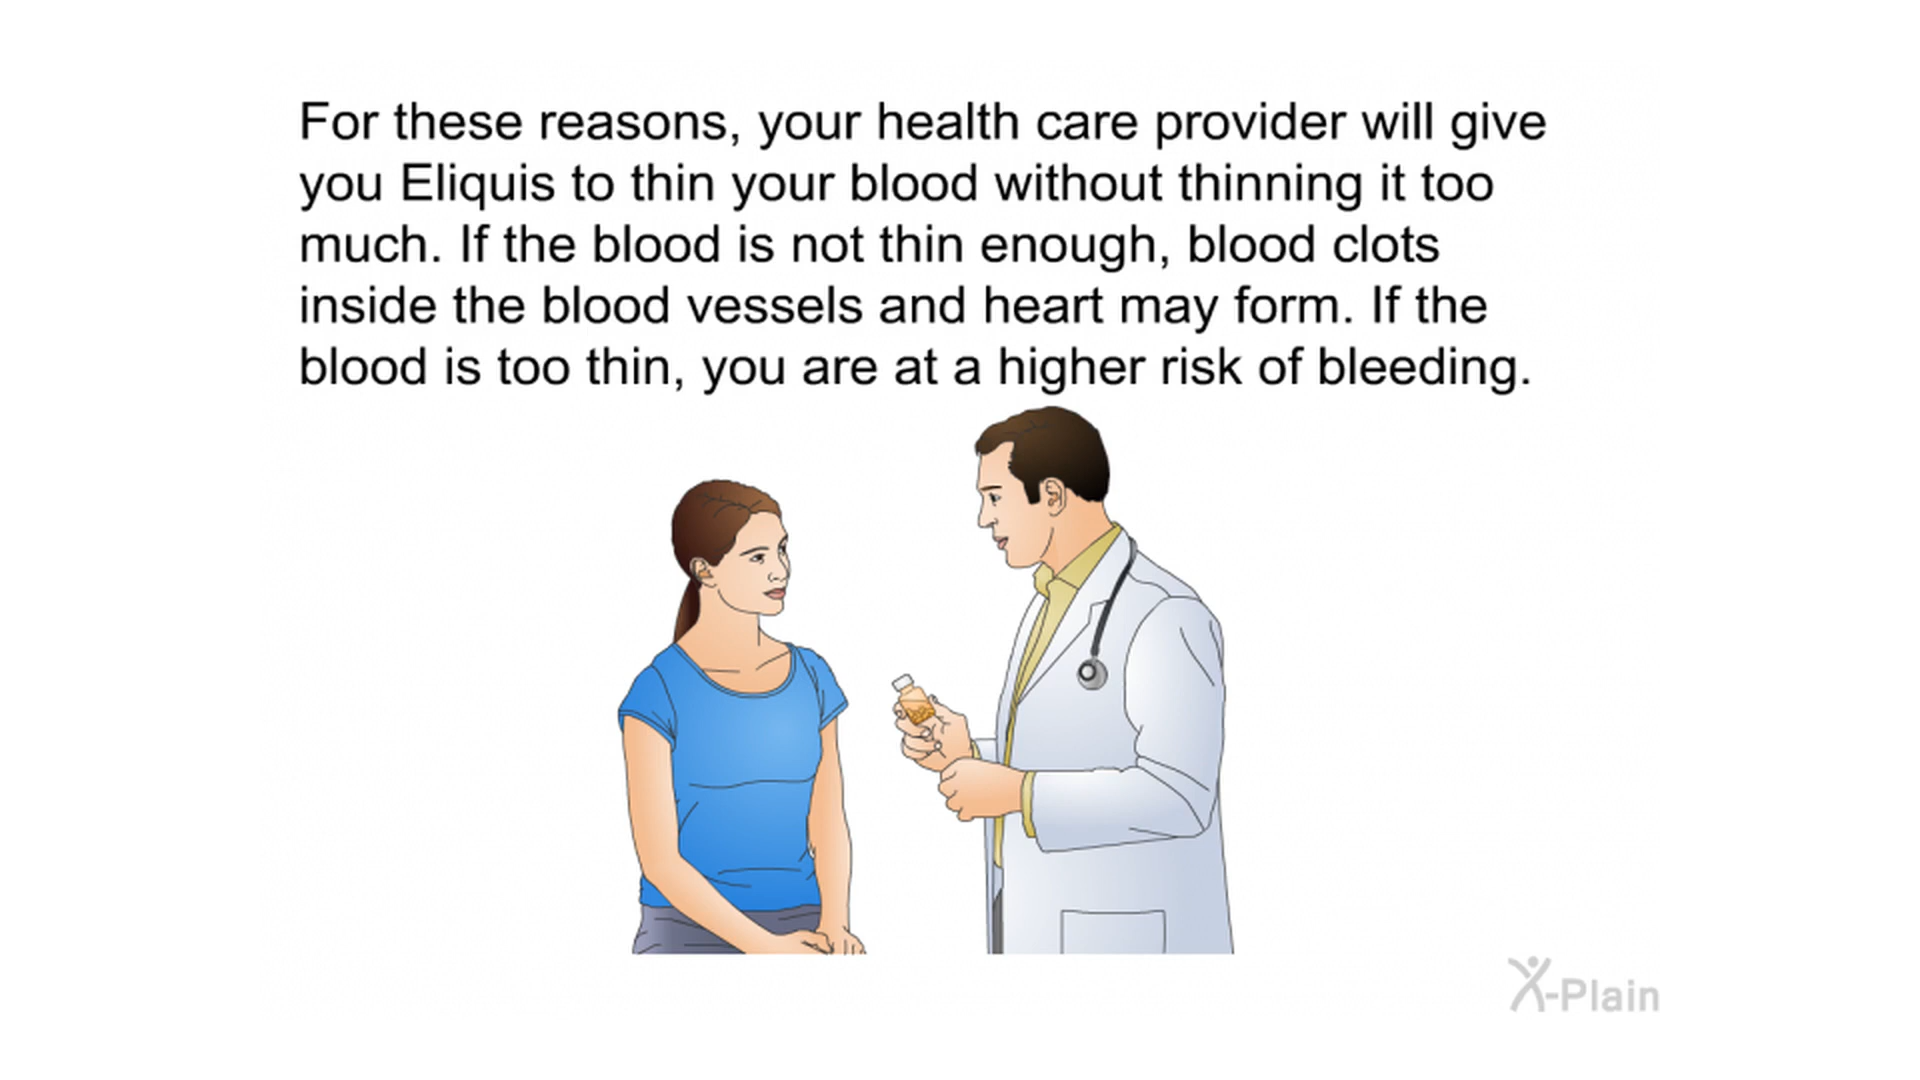 For these reasons, your health care provider will give
you Eliquis to thin your blood without thinning it too
much. If the blood is not thin enough, blood clots
inside the blood vessels and heart may form. If the
blood is too thin, you are at a higher risk of bleeding.
X-Plain